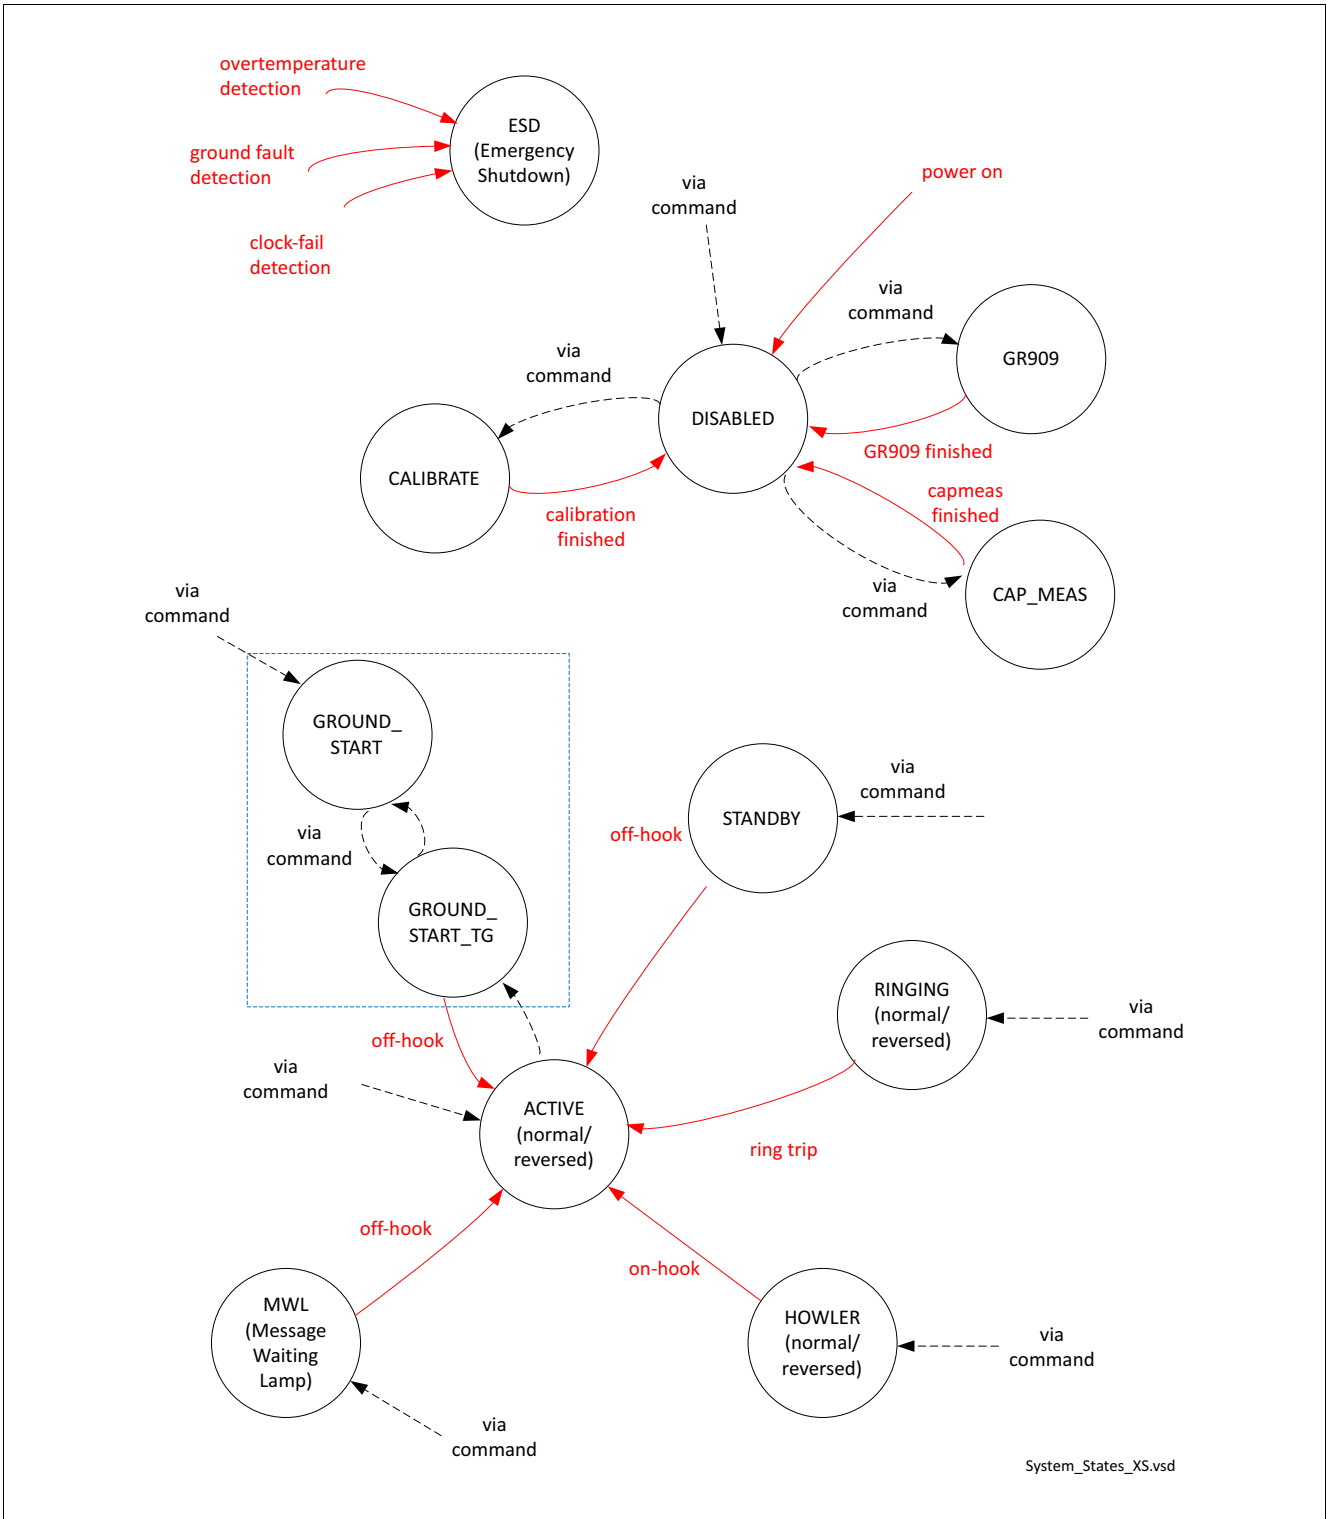 overtemperature
detection
ESD
(Emergency
Shutdown)
ground fault
detection
clock-fail
detection
power on
via
command
via
command
GR909
via
command
DISABLED
GR909 finished
CALIBRATE
calibration
finished
capmeas
finished
via
command
CAP_MEAS
via
command
GROUND_
START
via
command
GROUND_
START_TG
STANDBY
via
command
off-hook
RINGING
(normal/
reversed)
via
command
off-hook
via
command
ACTIVE
(normal/
reversed)
ring trip
off-hook
on-hook
MWL
(Message
Waiting
Lamp)
HOWLER
(normal/
reversed)
via
command
via
command
System_States_XS.vsd